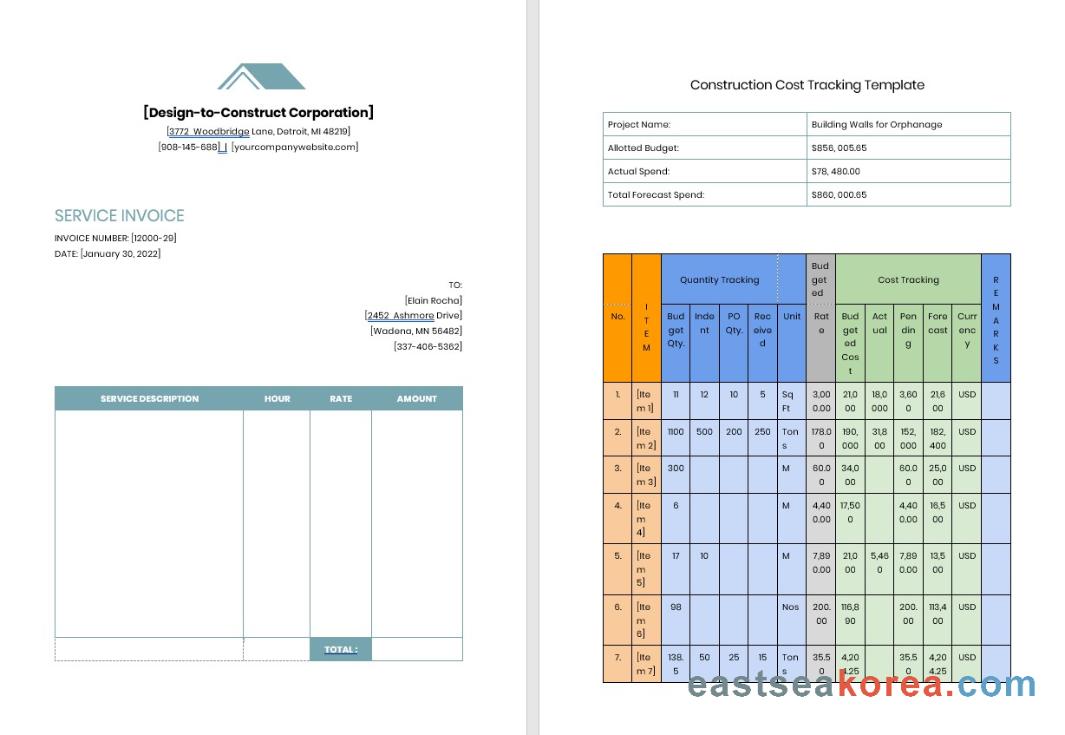 [Design-to-Construct Corporation]
[3772 Woodbridge Lane, Detroit, MI 48219]
[908-145-688] | [yourcompanywebsite.com]
SERVICE INVOICE
INVOICE NUMBER: [12000-29]
DATE: [January 30, 2022]
TO:
[Elain Rocha]
[2452 Ashmore Drive]
[Wadena, MN 56482]
[337-406-5362]
SERVICE DESCRIPTION HOUR RATE AMOUNT
TOTAL:
Construction Cost Tracking Template
Project Name: Building Walls for Orphanage
Allotted Budget: $856, 005.65
Actual Spend: $78, 480.00
Total Forecast Spend: $860, 000.65
No. ITEM Quantity Tracking Budgeted Rate Cost Tracking REMARKS
Budget Qty. Indent PO Qty. Received Unit Budgeted Cost Actual Pending Forecast Currency
1. [Item 1] 11 12 10 5 Sq Ft 3,000.00 21,000 18,0000 3,600 21,600 USD
2. [Item 2] 1100 500 200 250 Tons 178.00 190,000 31,800 152,000 182,400 USD
3. [Item 3] 300 M 60.00 34,000 60.00 25,000 USD
4. [Item 4] 6 M 4,400.00 17,500 4,400.00 16,500 USD
5. [Item 5] 17 10 M 7,890.00 21,000 5,460 7,890.00 13,500 USD
6. [Item 6] 98 Nos 200.00 116,890 200.00 113,400 USD
7. [Item 7] 138.5 50 25 15 Tons 35.50 4,204.25 35.50 4,204.25 USD
eastseakorea.com